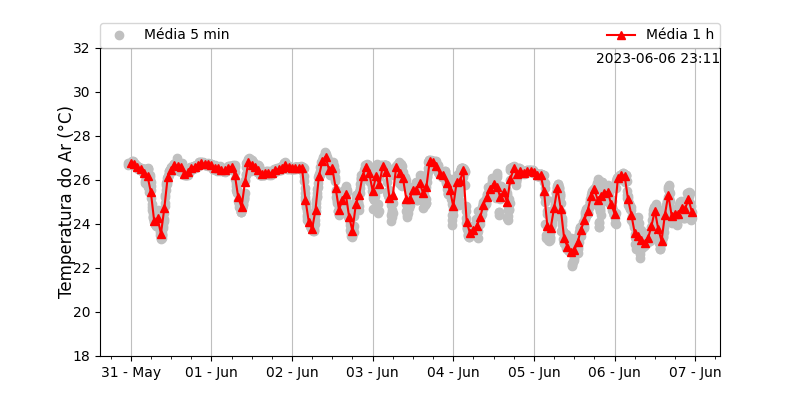 Média 5 min
Média 1 h
2023-06-06 23:11
Temperatura do Ar (°C)
32
30
28
26
24
22
20
18
31 - May
01 - Jun
02 - Jun
03 - Jun
04 - Jun
05 - Jun
06 - Jun
07 - Jun